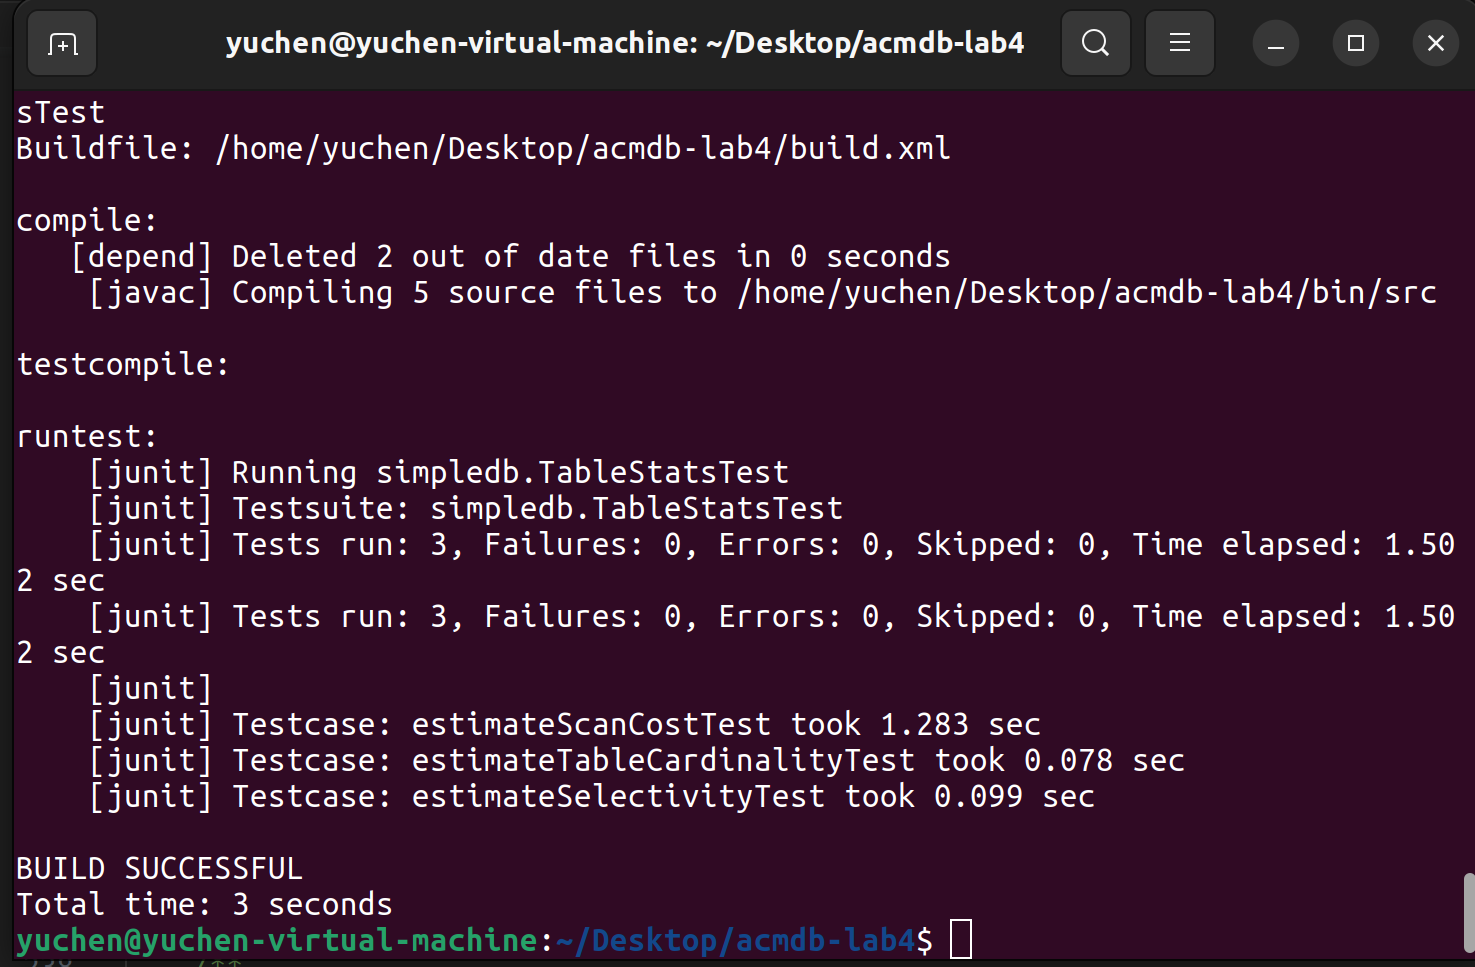 yuchen@yuchen-virtual-machine: ~/Desktop/acmdb-lab4
sTest
Buildfile: /home/yuchen/Desktop/acmdb-lab4/build.xml
compile:
[depend] Deleted 2 out of date files in 0 seconds
[javac] Compiling 5 source files to /home/yuchen/Desktop/acmdb-lab4/bin/src
testcompile:
runtest:
[junit] Running simpledb.TableStatsTest
[junit] Testsuite: simpledb.TableStatsTest
[junit] Tests run: 3, Failures: 0, Errors: 0, Skipped: 0, Time elapsed: 1.50
2 sec
[junit] Tests run: 3, Failures: 0, Errors: 0, Skipped: 0, Time elapsed: 1.50
2 sec
[junit]
[junit] Testcase: estimateScanCostTest took 1.283 sec
[junit] Testcase: estimateTableCardinalityTest took 0.078 sec
[junit] Testcase: estimateSelectivityTest took 0.099 sec
BUILD SUCCESSFUL
Total time: 3 seconds
yuchen@yuchen-virtual-machine:~/Desktop/acmdb-lab4$